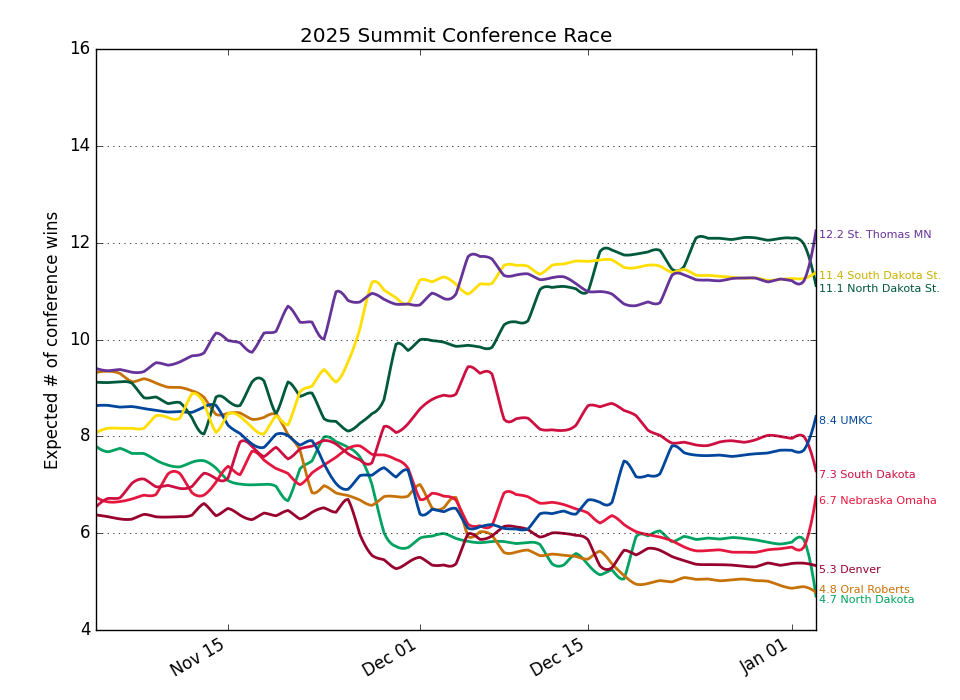 2025 Summit Conference Race
Expected # of conference wins
16
14
12
10
8
6
4
12.2 St. Thomas MN
11.4 South Dakota St.
11.1 North Dakota St.
8.4 UMKC
7.3 South Dakota
6.7 Nebraska Omaha
5.3 Denver
4.8 Oral Roberts
4.7 North Dakota
Nov 15
Dec 01
Dec 15
Jan 01